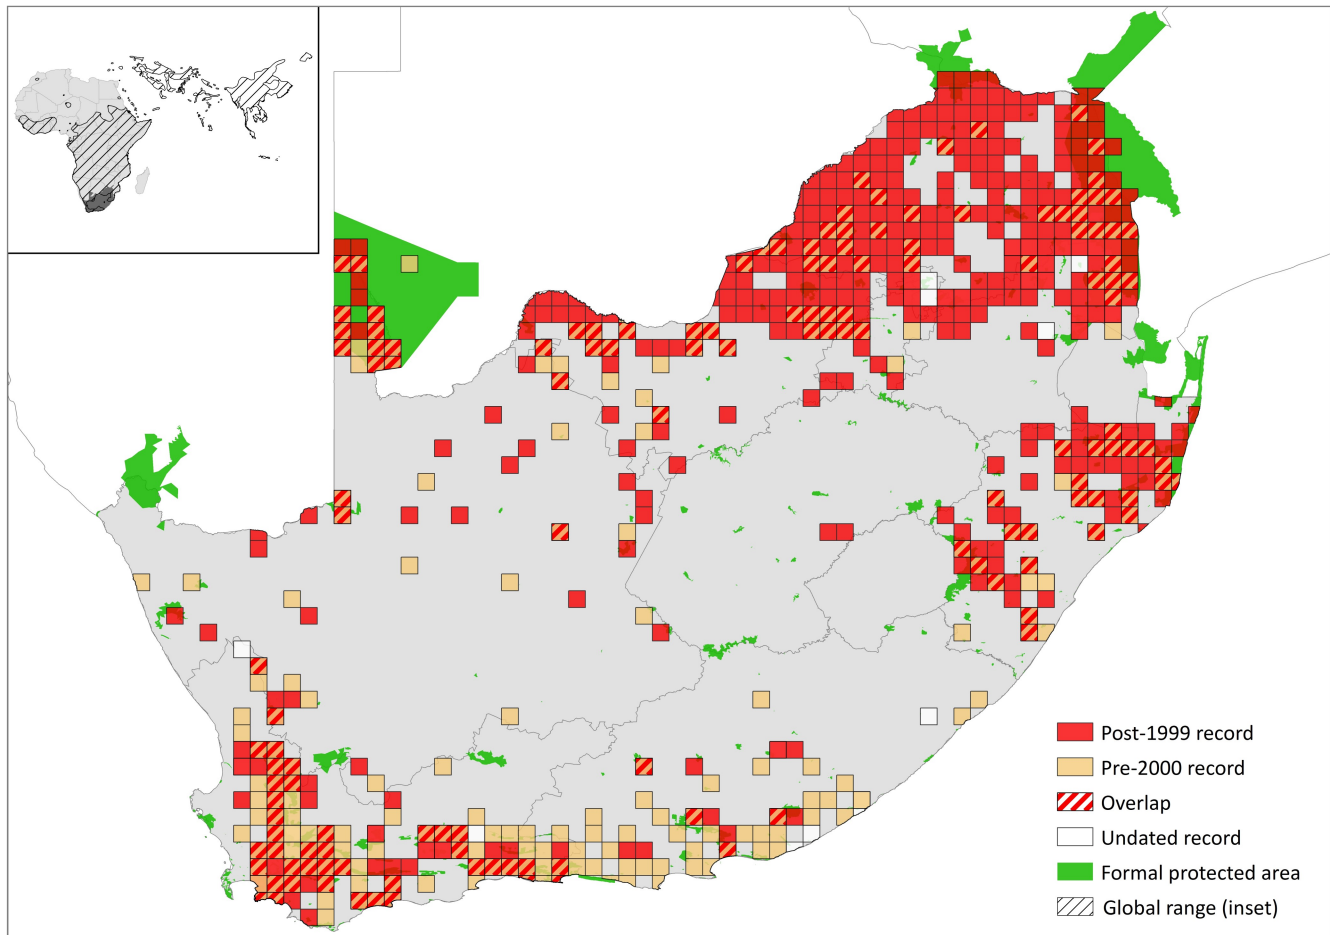 Post-1999 record
Pre-2000 record
Overlap
Undated record
Formal protected area
Global range (inset)